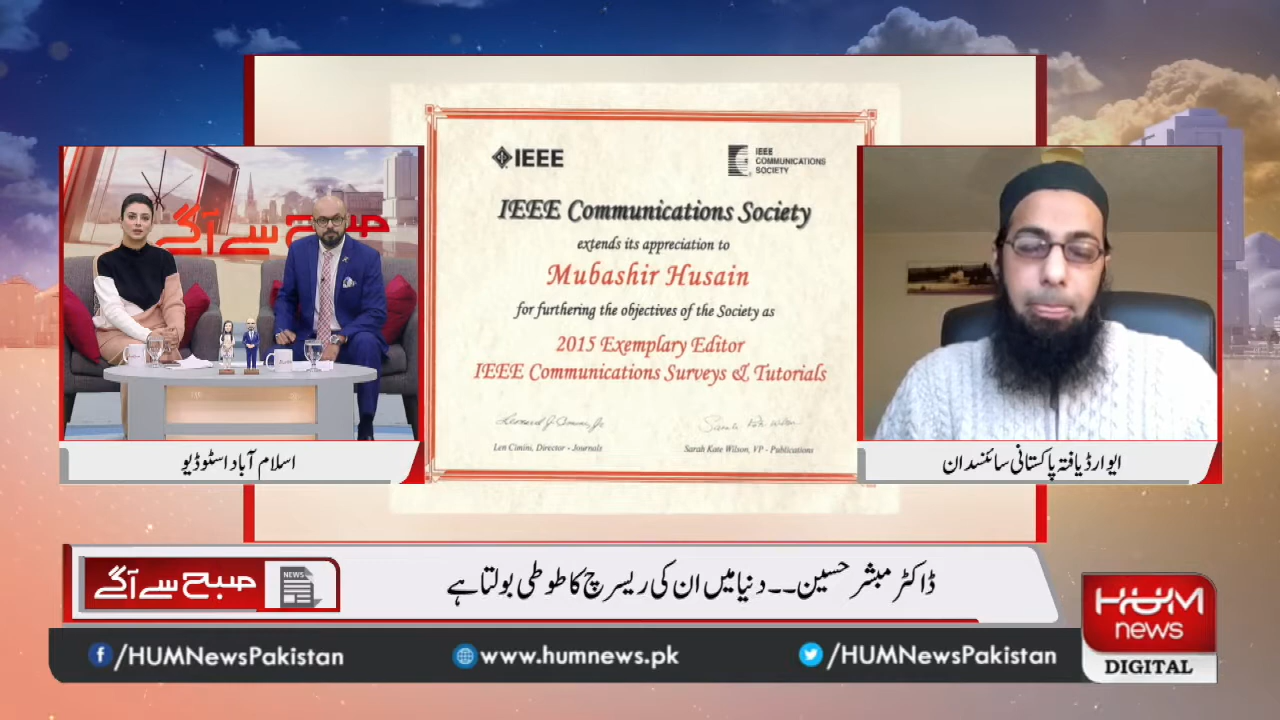 صبح سے آگے
IEEE
IEEE
COMMUNICATIONS
SOCIETY
IEEE Communications Society
extends its appreciation to
Mubashir Husain
for furthering the objectives of the Society as
2015 Exemplary Editor
IEEE Communications Surveys & Tutorials
Len Cimini, Director - Journals
Sarah Kate Wilson, VP - Publications
اسلام آباد اسٹوڈیو
ایوارڈ یافتہ پاکستانی سائنسدان
صبح سے آگے
NEWS
ڈاکٹر مبشر حسین۔۔دنیا میں ان کی ریسرچ کا طوطی بولتا ہے
/HUMNewsPakistan
www.humnews.pk
/HUMNewsPakistan
HUM
news
DIGITAL